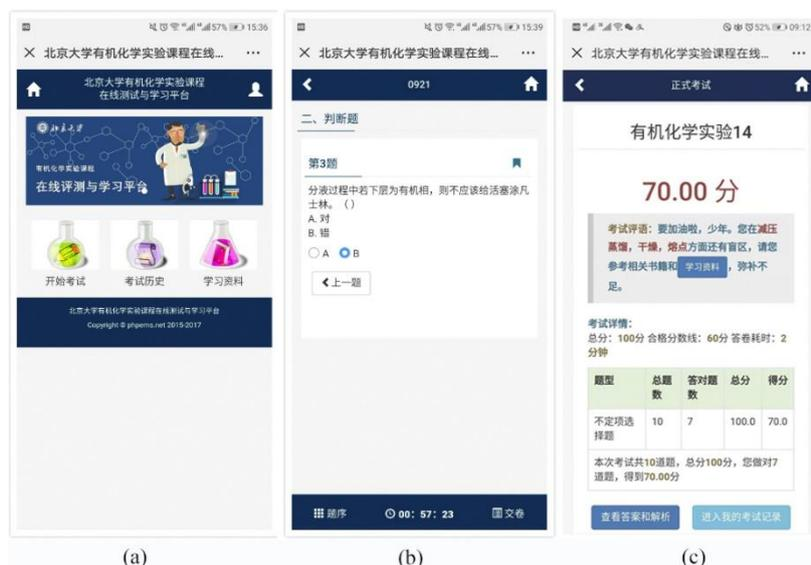 57% 15:36
× 北京大学有机化学实验课程在线... ···
北京大学有机化学实验课程
在线测试与学习平台
北京大学
有机化学实验课程
在线评测与学习平台
开始考试 考试历史 学习资料
北京大学有机化学实验课程在线测试与学习平台
Copyright © phpems.net 2015-2017
(a)
57% 15:39
× 北京大学有机化学实验课程在线... ···
0921
二、判断题
第3题
分液过程中若下层为有机相，则不应该给活塞涂凡
士林。（）
A. 对
B. 错
A B
上一题
题序 00：57：23 交卷
(b)
52% 09:12
× 北京大学有机化学实验课程在线... ···
正式考试
有机化学实验14
70.00 分
考试评语：要加油啦，少年。您在减压
蒸馏，干燥，熔点方面还有盲区，请您
参考相关书籍和 学习资料 ，弥补不
足。
考试详情：
总分：100分 合格分数线：60分 答卷耗时：2
分钟
题型 总题数 答对题数 总分 得分
不定项选择题 10 7 100.0 70.0
本次考试共10道题，总分100分，您做对7
道题，得到70.00分
查看答案和解析 进入我的考试记录
(c)